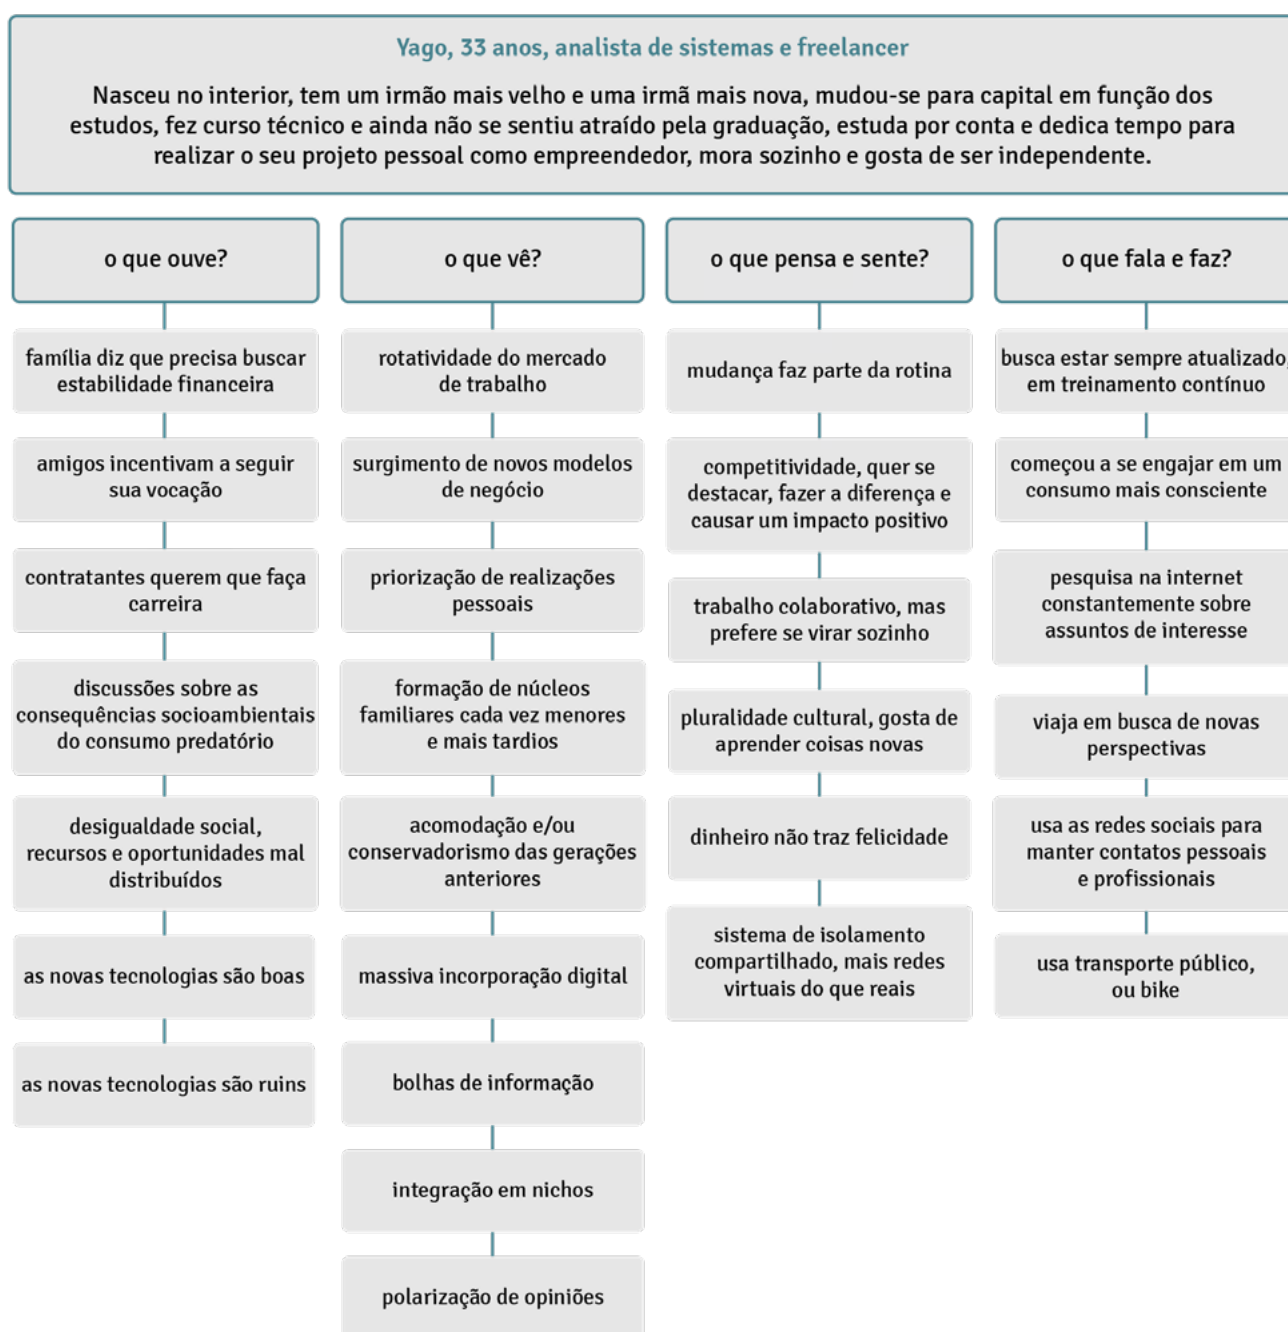 Yago, 33 anos, analista de sistemas e freelancer
Nasceu no interior, tem um irmão mais velho e uma irmã mais nova, mudou-se para capital em função dos
estudos, fez curso técnico e ainda não se sentiu atraído pela graduação, estuda por conta e dedica tempo para
realizar o seu projeto pessoal como empreendedor, mora sozinho e gosta de ser independente.
o que ouve?
família diz que precisa buscar
estabilidade financeira
amigos incentivam a seguir
sua vocação
contratantes querem que faça
carreira
discussões sobre as
consequências socioambientais
do consumo predatório
desigualdade social,
recursos e oportunidades mal
distribuídos
as novas tecnologias são boas
as novas tecnologias são ruins
o que vê?
rotatividade do mercado
de trabalho
surgimento de novos modelos
de negócio
priorização de realizações
pessoais
formação de núcleos
familiares cada vez menores
e mais tardios
acomodação e/ou
conservadorismo das gerações
anteriores
massiva incorporação digital
bolhas de informação
integração em nichos
polarização de opiniões
o que pensa e sente?
mudança faz parte da rotina
competitividade, quer se
destacar, fazer a diferença e
causar um impacto positivo
trabalho colaborativo, mas
prefere se virar sozinho
pluralidade cultural, gosta de
aprender coisas novas
dinheiro não traz felicidade
sistema de isolamento
compartilhado, mais redes
virtuais do que reais
o que fala e faz?
busca estar sempre atualizado,
em treinamento contínuo
começou a se engajar em um
consumo mais consciente
pesquisa na internet
constantemente sobre
assuntos de interesse
viaja em busca de novas
perspectivas
usa as redes sociais para
manter contatos pessoais
e profissionais
usa transporte público,
ou bike